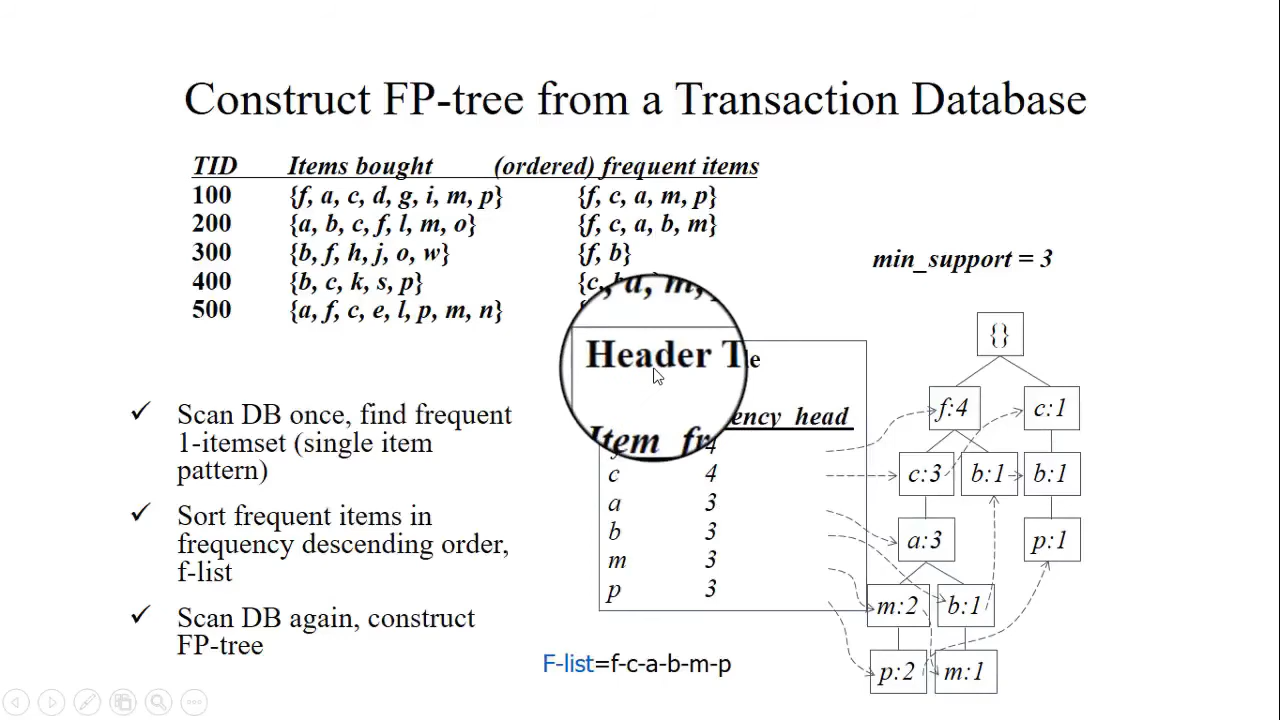 Construct FP-tree from a Transaction Database
TID Items bought (ordered) frequent items
100 {f, a, c, d, g, i, m, p} {f, c, a, m, p}
200 {a, b, c, f, l, m, o} {f, c, a, b, m}
300 {b, f, h, j, o, w} {f, b}
400 {b, c, k, s, p}
500 {a, f, c, e, l, p, m, n}
min_support = 3
Header
Item head
4
c 4
a 3
b 3
m 3
p 3
{}
f:4 c:1
c:3 b:1 b:1
a:3 p:1
m:2 b:1
p:2 m:1
✓ Scan DB once, find frequent
1-itemset (single item
pattern)
✓ Sort frequent items in
frequency descending order,
f-list
✓ Scan DB again, construct
FP-tree
F-list=f-c-a-b-m-p